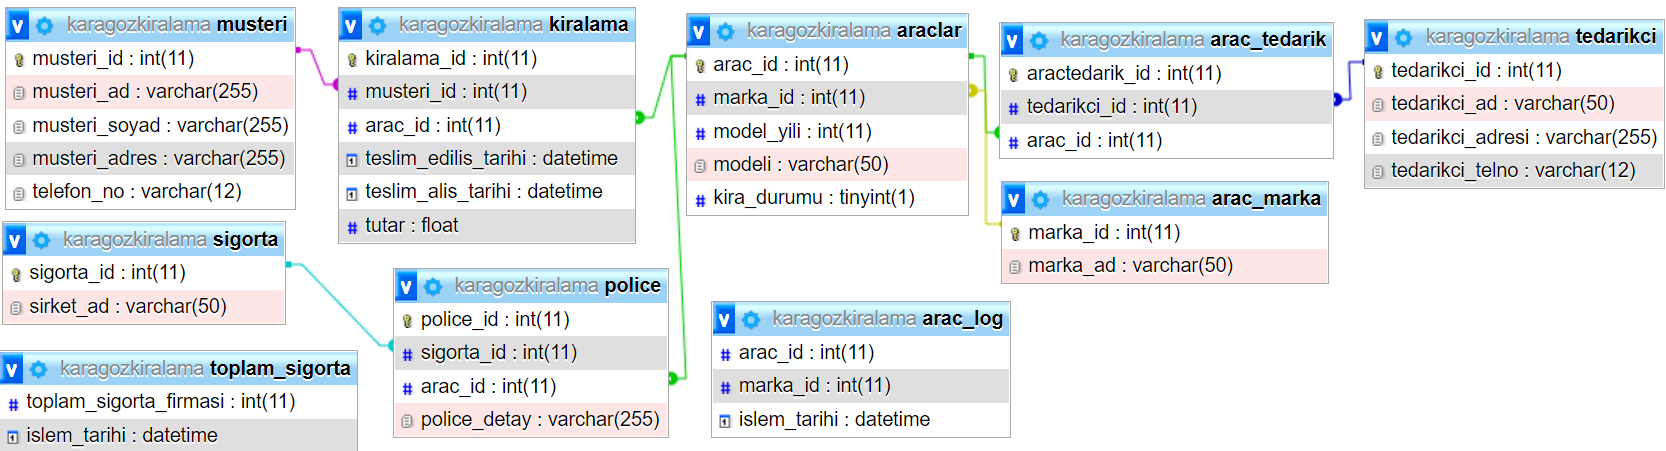 karagozkiralama musteri
musteri_id : int(11)
musteri_ad : varchar(255)
musteri_soyad : varchar(255)
musteri_adres : varchar(255)
telefon_no : varchar(12)
karagozkiralama kiralama
kiralama_id : int(11)
musteri_id : int(11)
arac_id : int(11)
teslim_edilis_tarihi : datetime
teslim_alis_tarihi : datetime
tutar : float
karagozkiralama araclar
arac_id : int(11)
marka_id : int(11)
model_yili : int(11)
modeli : varchar(50)
kira_durumu : tinyint(1)
karagozkiralama arac_tedarik
aractedarik_id : int(11)
tedarikci_id : int(11)
arac_id : int(11)
karagozkiralama tedarikci
tedarikci_id : int(11)
tedarikci_ad : varchar(50)
tedarikci_adresi : varchar(255)
tedarikci_telno : varchar(12)
karagozkiralama arac_marka
marka_id : int(11)
marka_ad : varchar(50)
karagozkiralama sigorta
sigorta_id : int(11)
sirket_ad : varchar(50)
karagozkiralama police
police_id : int(11)
sigorta_id : int(11)
arac_id : int(11)
police_detay : varchar(255)
karagozkiralama arac_log
arac_id : int(11)
marka_id : int(11)
islem_tarihi : datetime
karagozkiralama toplam_sigorta
toplam_sigorta_firmasi : int(11)
islem_tarihi : datetime